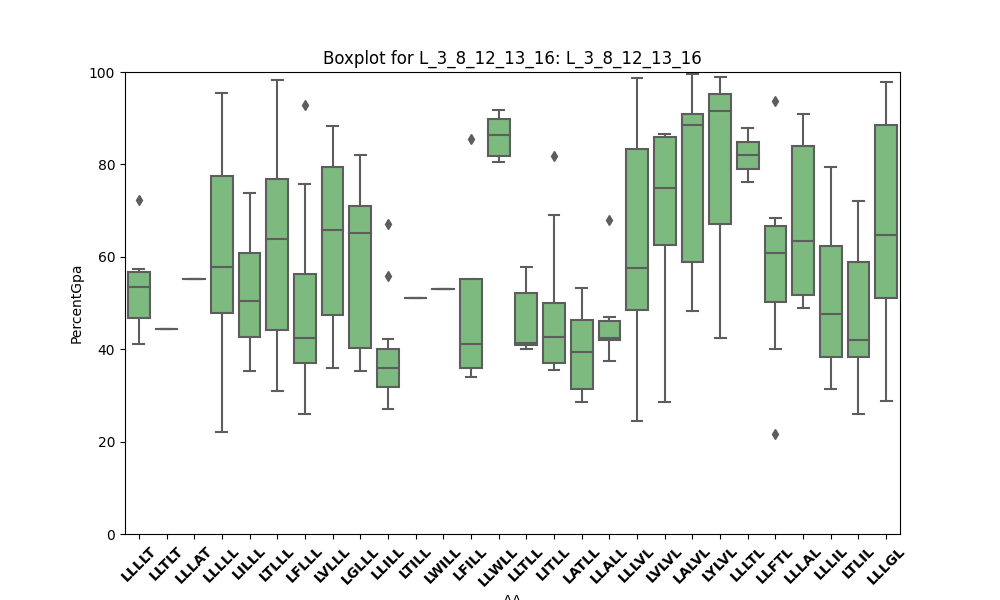 Boxplot for L_3_8_12_13_16: L_3_8_12_13_16
100
80
60
40
20
0
PercentGpa
LLLLT
LLTLT
LLLAT
LLLLL
LILLL
LTLLL
LFLLL
LVLLL
LGLLL
LLILL
LTILL
LWILL
LFILL
LLWLL
LLTLL
LITLL
LATLL
LLALL
LLLVL
LVLVL
LALVL
LYLVL
LLLTL
LLFTL
LLLAL
LLLIL
LTLIL
LLLGL
AA